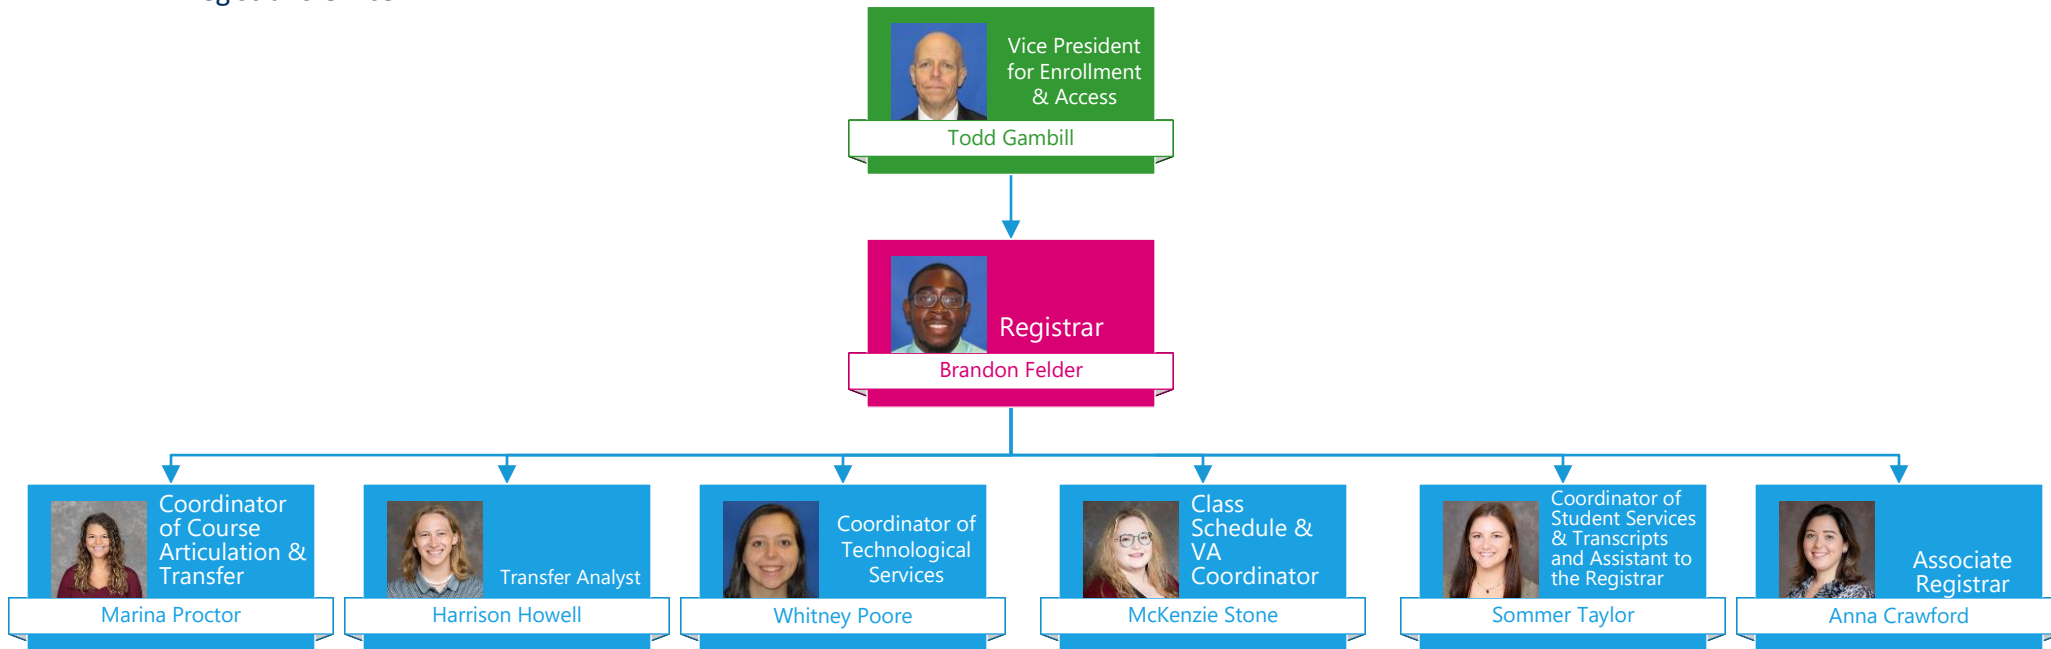 Vice President
for Enrollment
& Access
Todd Gambill
Registrar
Brandon Felder
Coordinator
of Course
Articulation &
Transfer
Marina Proctor
Transfer Analyst
Harrison Howell
Coordinator of
Technological
Services
Whitney Poore
Class
Schedule &
VA
Coordinator
McKenzie Stone
Coordinator of
Student Services
& Transcripts
and Assistant to
the Registrar
Sommer Taylor
Associate
Registrar
Anna Crawford